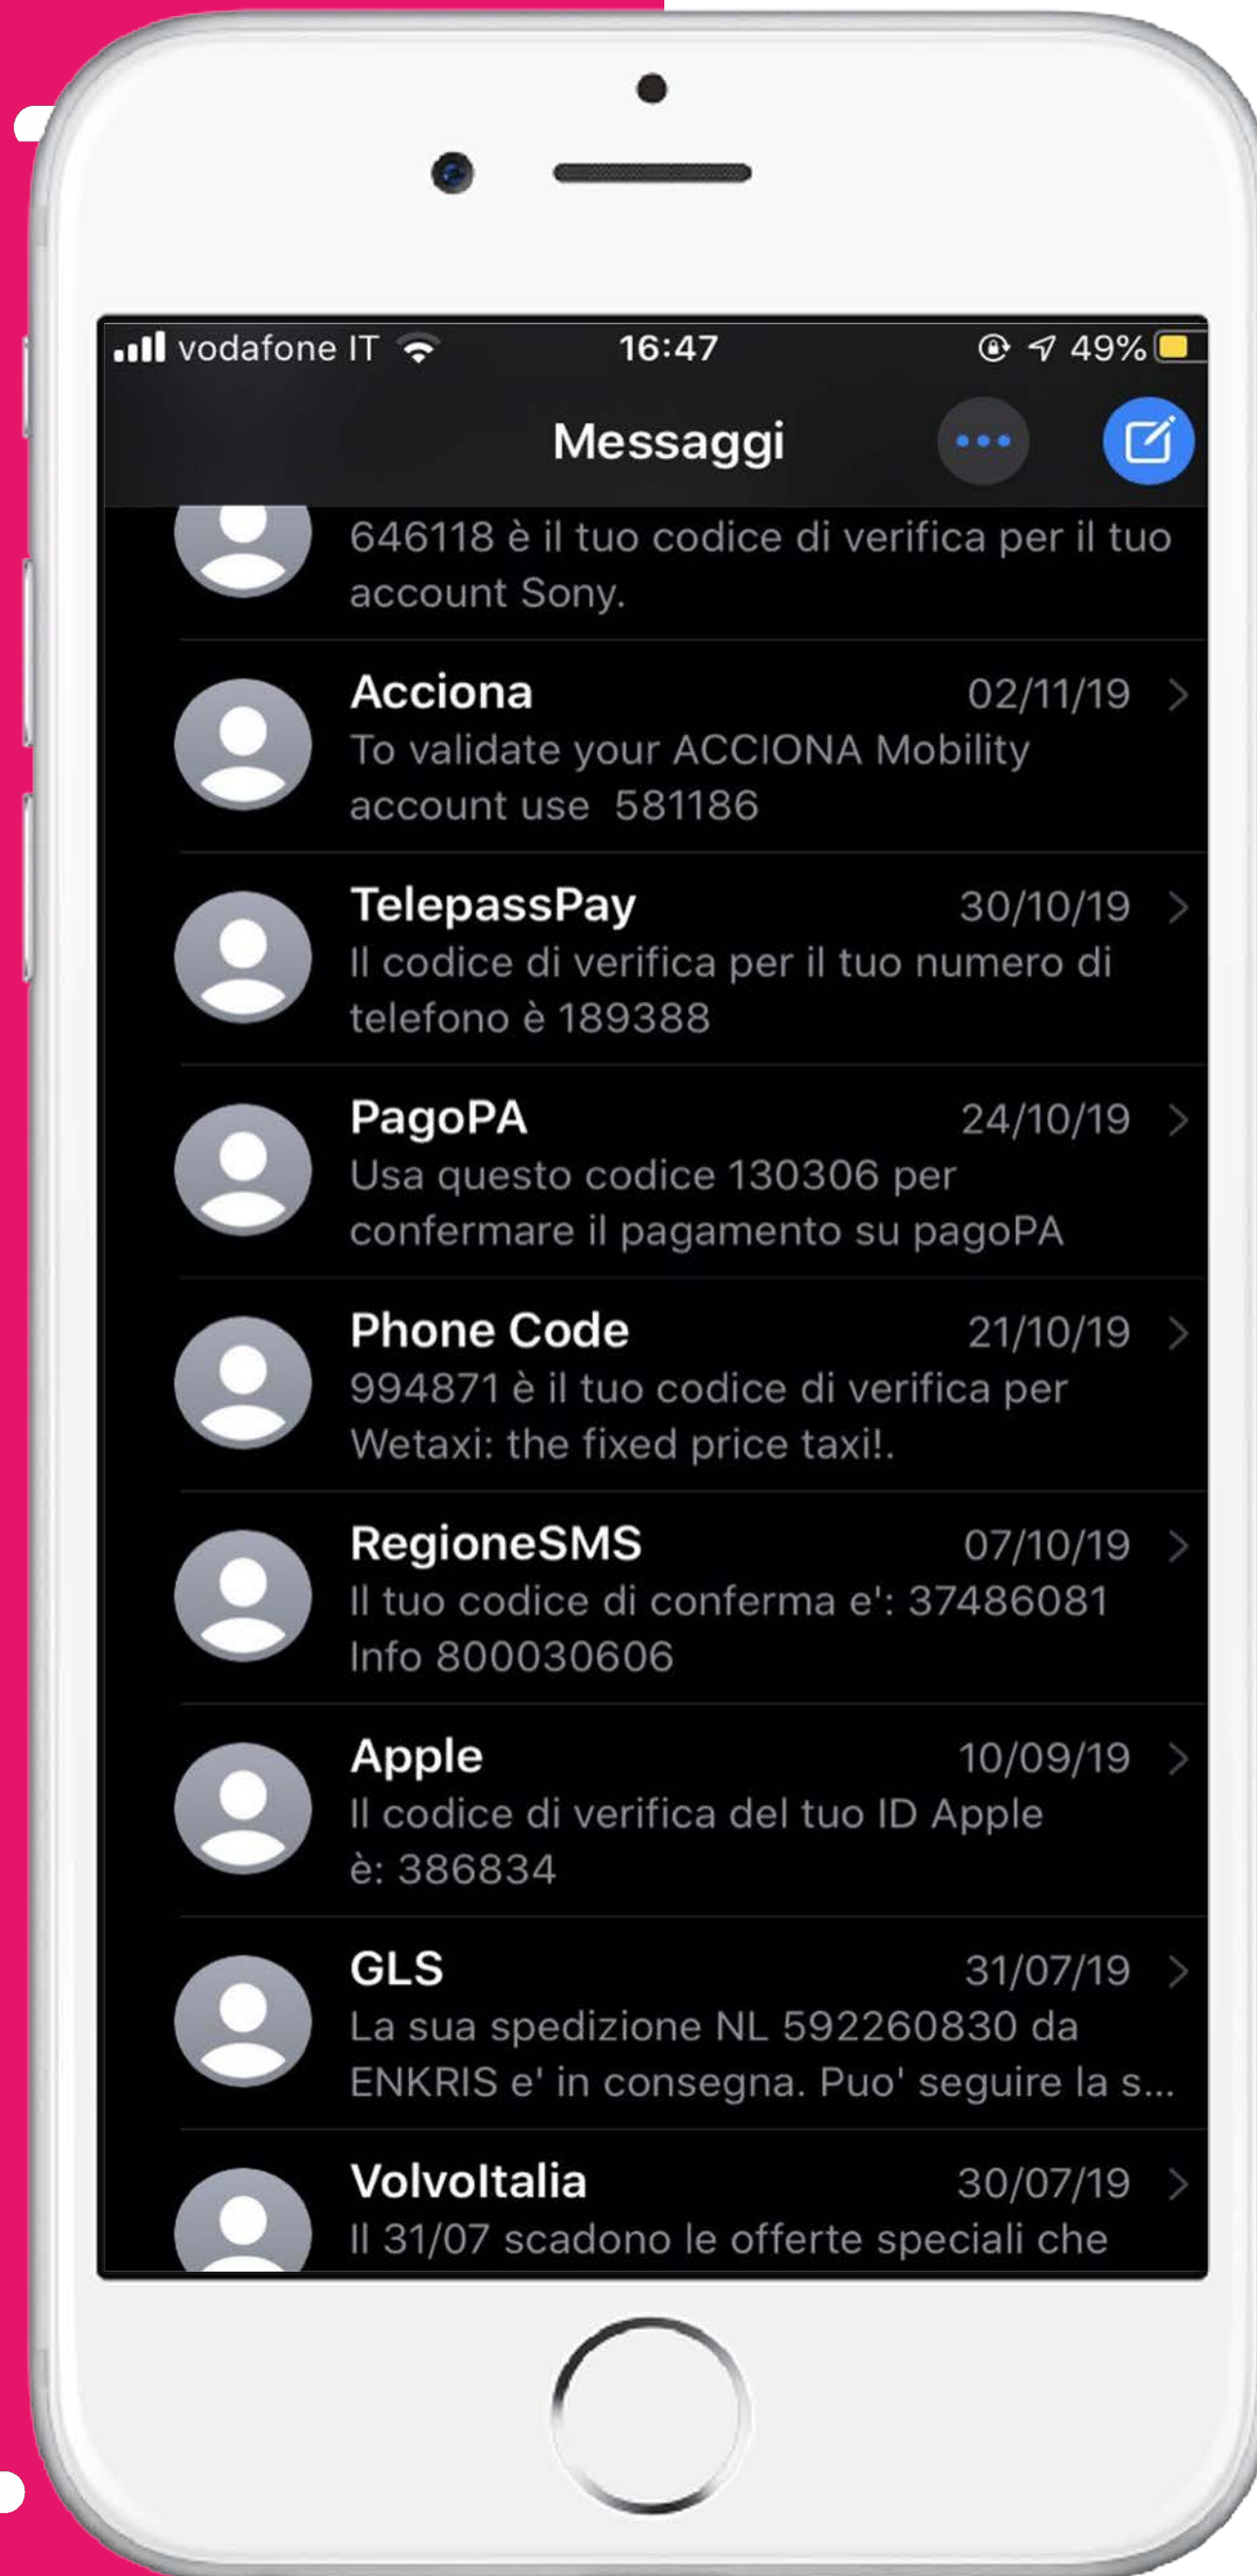 vodafone IT 16:47 49%
Messaggi
646118 è il tuo codice di verifica per il tuo
account Sony.
Acciona 02/11/19
To validate your ACCIONA Mobility
account use  581186
TelepassPay 30/10/19
Il codice di verifica per il tuo numero di
telefono è 189388
PagoPA 24/10/19
Usa questo codice 130306 per
confermare il pagamento su pagoPA
Phone Code 21/10/19
994871 è il tuo codice di verifica per
Wetaxi: the fixed price taxi!.
RegioneSMS 07/10/19
Il tuo codice di conferma e': 37486081
Info 800030606
Apple 10/09/19
Il codice di verifica del tuo ID Apple
è: 386834
GLS 31/07/19
La sua spedizione NL 592260830 da
ENKRIS e' in consegna. Puo' seguire la s...
VolvoItalia 30/07/19
Il 31/07 scadono le offerte speciali che